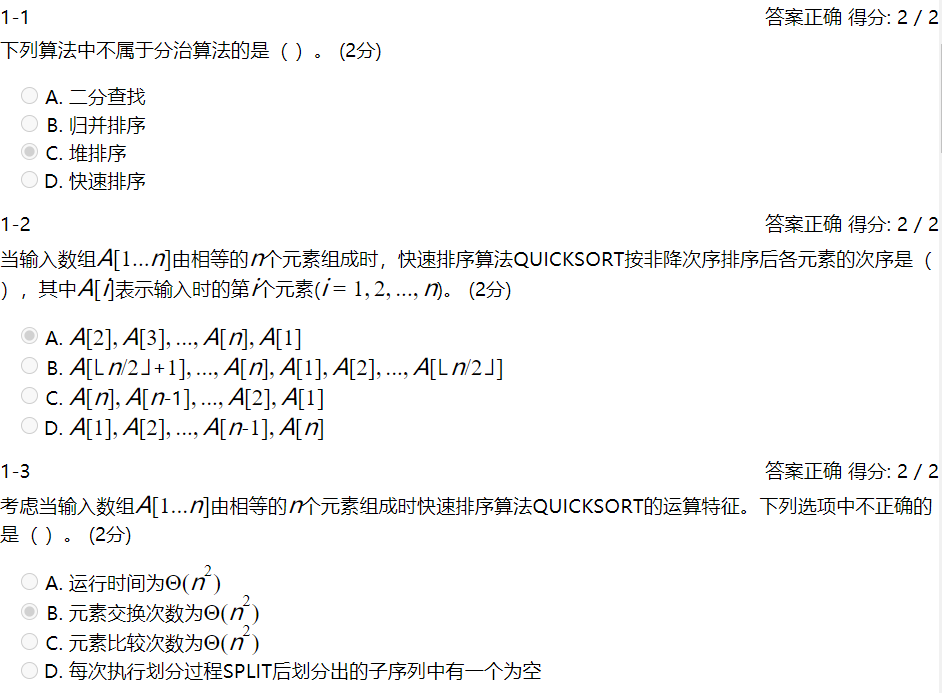 1-1 答案正确 得分: 2 / 2
下列算法中不属于分治算法的是（ ）。 (2分)
A. 二分查找
B. 归并排序
C. 堆排序
D. 快速排序
1-2 答案正确 得分: 2 / 2
当输入数组A[1...n]由相等的n个元素组成时，快速排序算法QUICKSORT按非降次序排序后各元素的次序是（
），其中A[i]表示输入时的第i个元素(i = 1, 2, ..., n)。 (2分)
A. A[2], A[3], ..., A[n], A[1]
B. A[⌊n/2⌋+1], ..., A[n], A[1], A[2], ..., A[⌊n/2⌋]
C. A[n], A[n-1], ..., A[2], A[1]
D. A[1], A[2], ..., A[n-1], A[n]
1-3 答案正确 得分: 2 / 2
考虑当输入数组A[1...n]由相等的n个元素组成时快速排序算法QUICKSORT的运算特征。下列选项中不正确的
是（ ）。 (2分)
A. 运行时间为Θ(n²)
B. 元素交换次数为Θ(n²)
C. 元素比较次数为Θ(n²)
D. 每次执行划分过程SPLIT后划分出的子序列中有一个为空